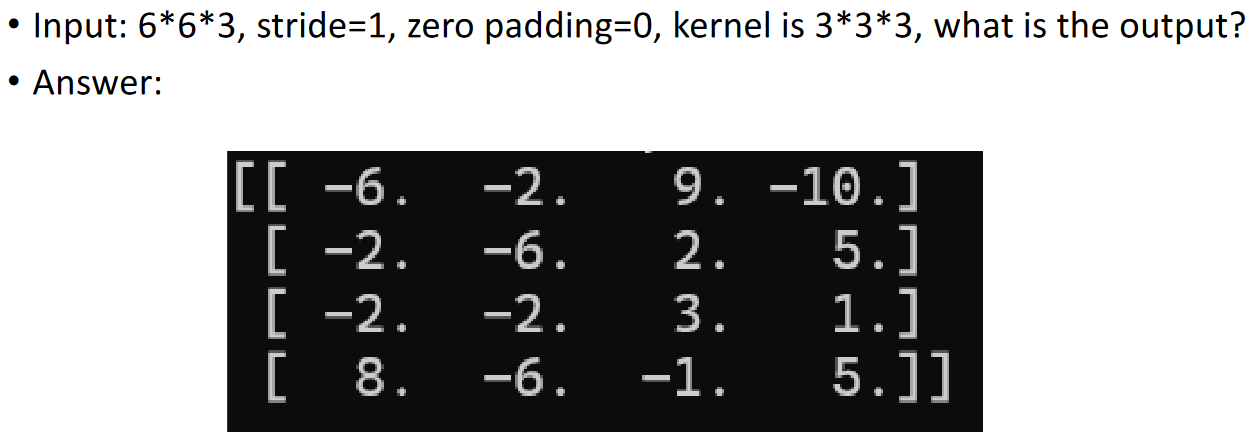 • Input: 6*6*3, stride=1, zero padding=0, kernel is 3*3*3, what is the output?
• Answer:
[[ -6. -2. 9. -10.]
[ -2. -6. 2. 5.]
[ -2. -2. 3. 1.]
[ 8. -6. -1. 5.]]